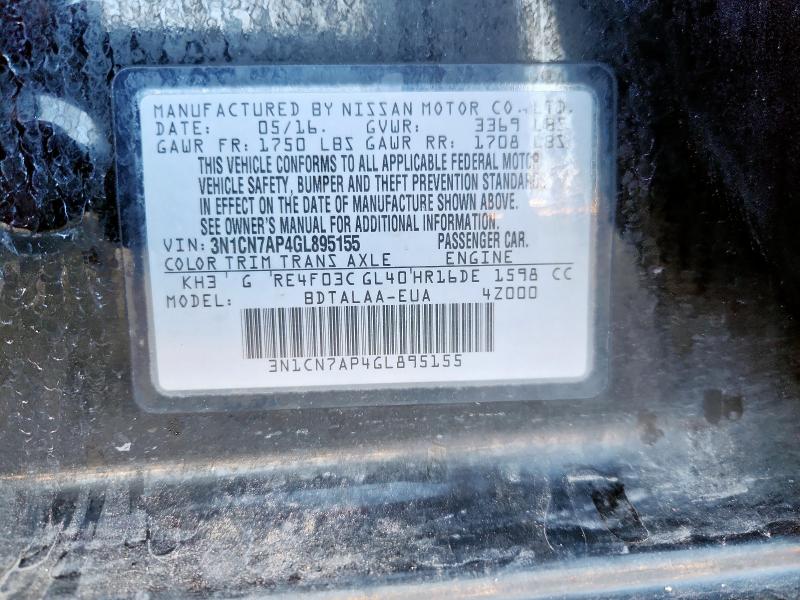 MANUFACTURED BY NISSAN MOTOR CO., LTD.
DATE: 05/16. GVWR: 3369 LBS
GAWR FR: 1750 LBS GAWR RR: 1708 LBS
THIS VEHICLE CONFORMS TO ALL APPLICABLE FEDERAL MOTOR
VEHICLE SAFETY, BUMPER AND THEFT PREVENTION STANDARDS
IN EFFECT ON THE DATE OF MANUFACTURE SHOWN ABOVE.
SEE OWNER'S MANUAL FOR ADDITIONAL INFORMATION.
VIN: 3N1CN7AP4GL895155 PASSENGER CAR.
COLOR TRIM TRANS AXLE ENGINE
KH3 G RE4F03C GL40 HR16DE 1598 CC
MODEL: BDTALAA-EUA 4Z000
3N1CN7AP4GL895155